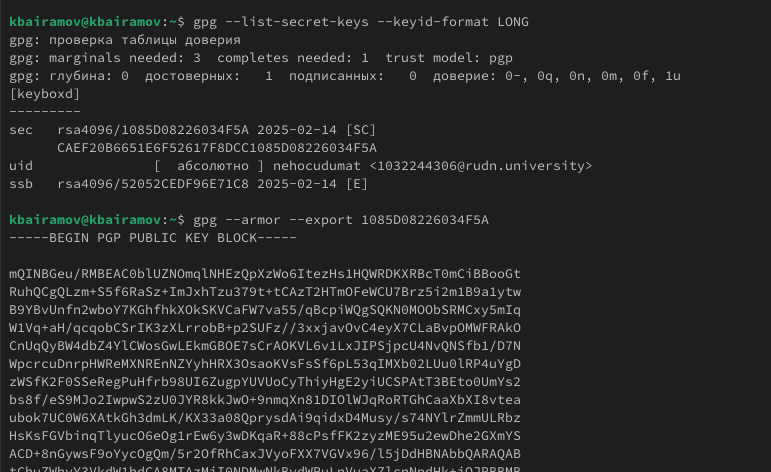 kbairamov@kbairamov:~$ gpg --list-secret-keys --keyid-format LONG
gpg: проверка таблицы доверия
gpg: marginals needed: 3  completes needed: 1  trust model: pgp
gpg: глубина: 0  достоверных:   1  подписанных:   0  доверие: 0-, 0q, 0n, 0m, 0f, 1u
[keyboxd]
---------
sec   rsa4096/1085D08226034F5A 2025-02-14 [SC]
      CAEF20B6651E6F52617F8DCC1085D08226034F5A
uid               [  абсолютно ] nehocudumat <1032244306@rudn.university>
ssb   rsa4096/52052CEDF96E71C8 2025-02-14 [E]

kbairamov@kbairamov:~$ gpg --armor --export 1085D08226034F5A
-----BEGIN PGP PUBLIC KEY BLOCK-----

mQINBGeu/RMBEAC0blUZNOmqlNHEzQpXzWo6ItezHs1HQWRDKXRBcT0mCiBBooGt
RuhQCgQLzm+S5f6RaSz+ImJxhTzu379t+tCAzT2HTmOFeWCU7Brz5i2m1B9a1ytw
B9YBvUnfn2woY7KGhfhkXOkSKVCaFW7va55/qBcpiWQgSQKN0MOObSRMCxy5mIq
W1Vq+aH/qcqobCSrIK3zXLrrobB+p2SUFz//3xxjavOvC4eyX7CLaBvpOMWFRAkO
CnUqQyBW4dbZ4YlCWosGwLEkmGBOE7sCrAOKVL6v1LxJIPSjpcU4NvQNSfb1/D7N
WpcrcuDnrpHWReMXNREnNZYyhHRX3OsaoKVsFsSf6pL53qIMXb02LUu0lRP4uYgD
zWSfK2F0SSeRegPuHfrb98UI6ZugpYUVUoCyThiyHgE2yiUCSPAtT3BEto0UmYs2
bs8f/eS9MJo2IwpwS2zU0JYR8kkJwO+9nmqXn81DIOlWJqRoRTGhCaaXbXI8vtea
ubok7UC0W6XAtkGh3dmLK/KX33a08QprysdAi9qidxD4Musy/s74NYlrZmmULRbz
HsKsFGVbinqTlyucO6eOg1rEw6y3wDKqaR+88cPsfFK2zyzME95u2ewDhe2GXmYS
ACD+8nGywsF9oYycOgQm/5r2OfRhCaxJVyoFXX7VGVx96/l5jDdHBNAbbQARAQAB